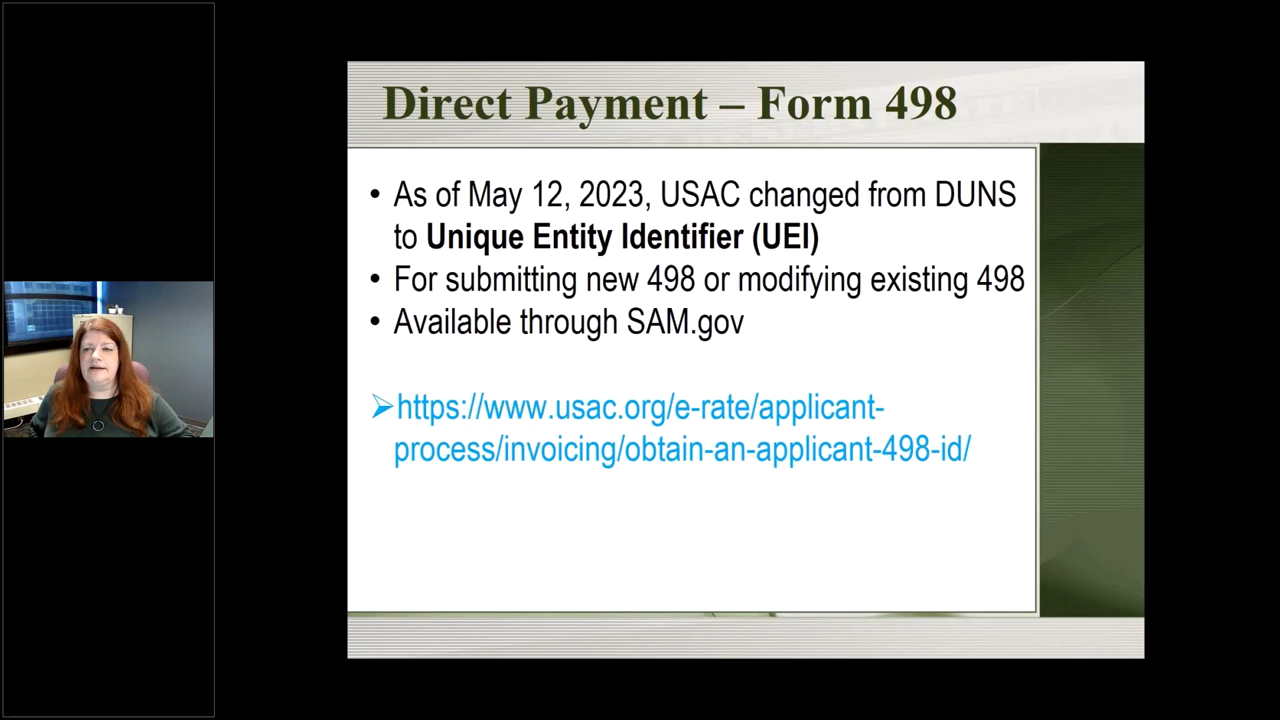 Direct Payment – Form 498
• As of May 12, 2023, USAC changed from DUNS
to Unique Entity Identifier (UEI)
• For submitting new 498 or modifying existing 498
• Available through SAM.gov
➢https://www.usac.org/e-rate/applicant-
process/invoicing/obtain-an-applicant-498-id/